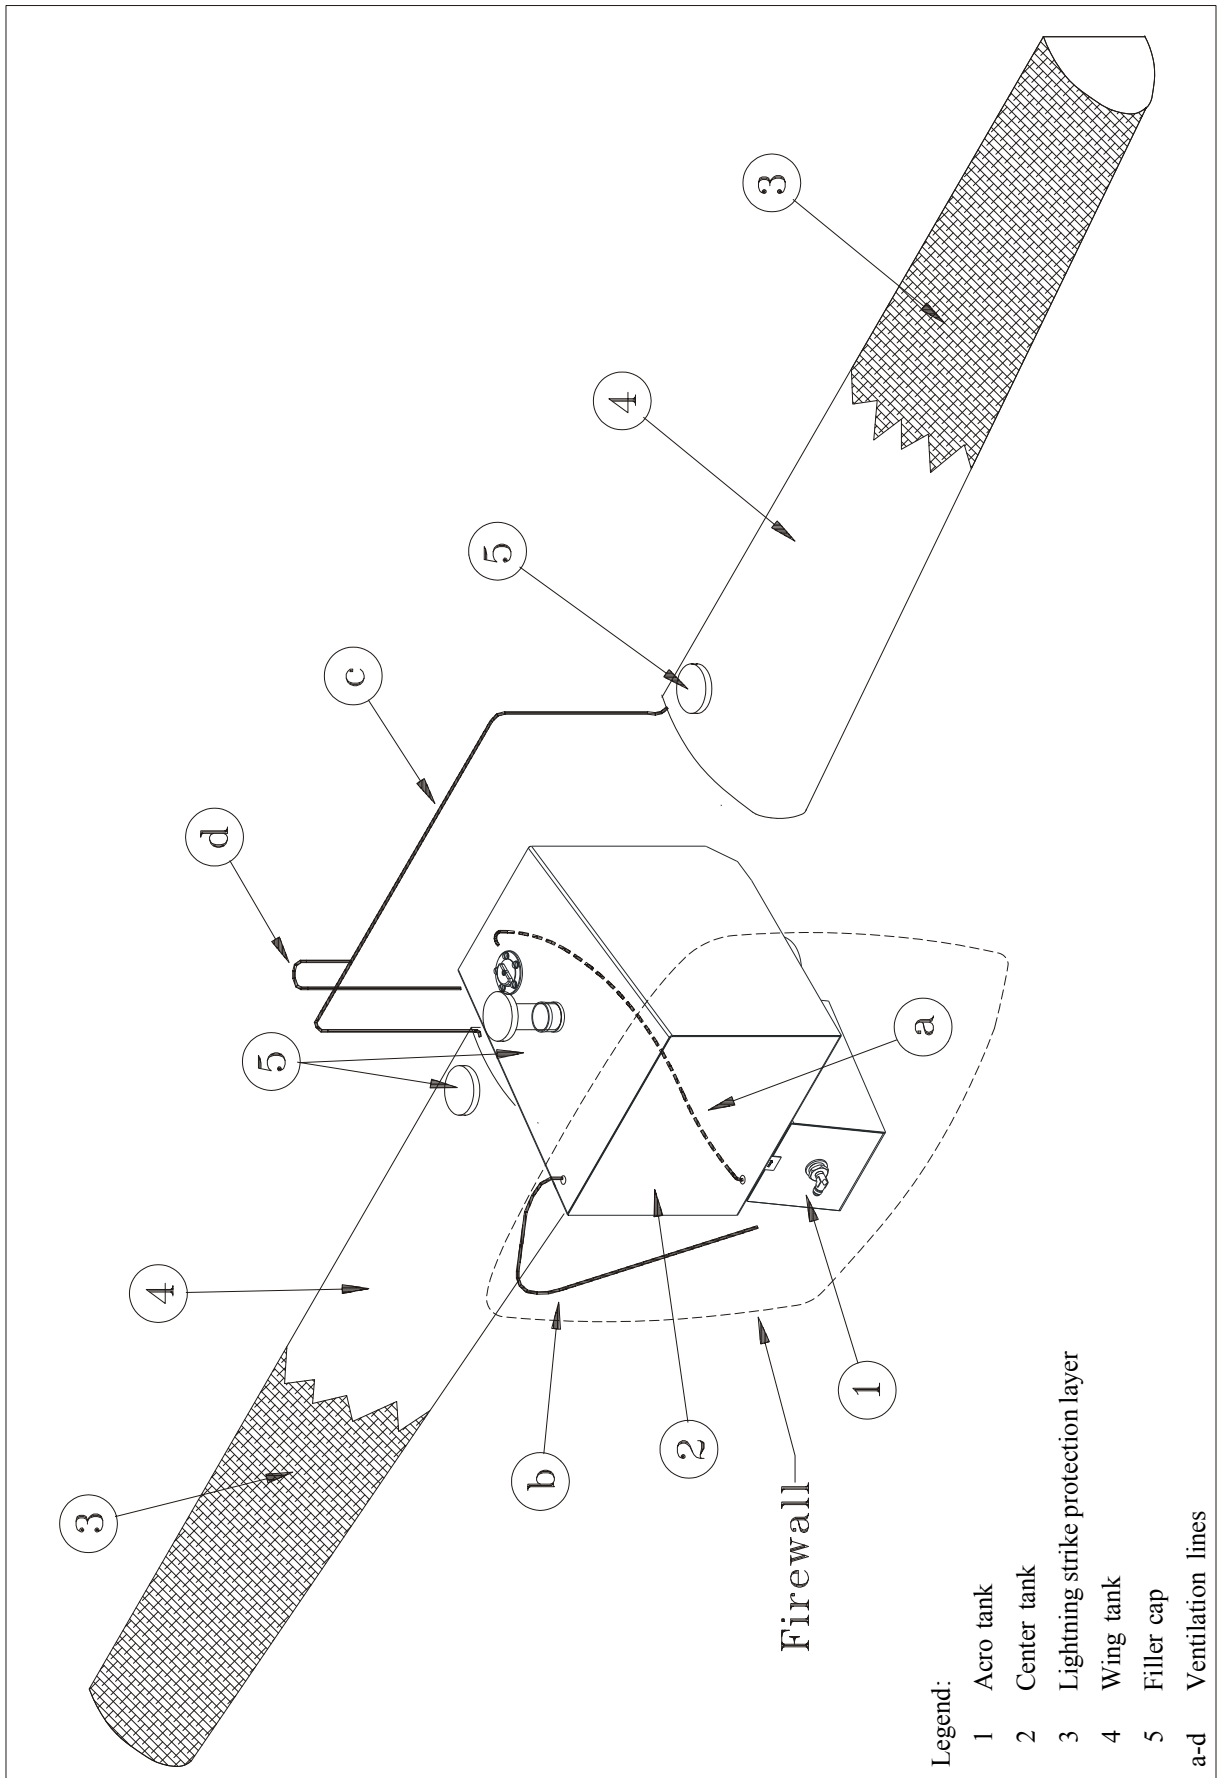 3
4
5
c
d
5
a
4
3
b
2
1
Firewall
Legend:
1 Acro tank
2 Center tank
3 Lightning strike protection layer
4 Wing tank
5 Filler cap
a-d Ventilation lines